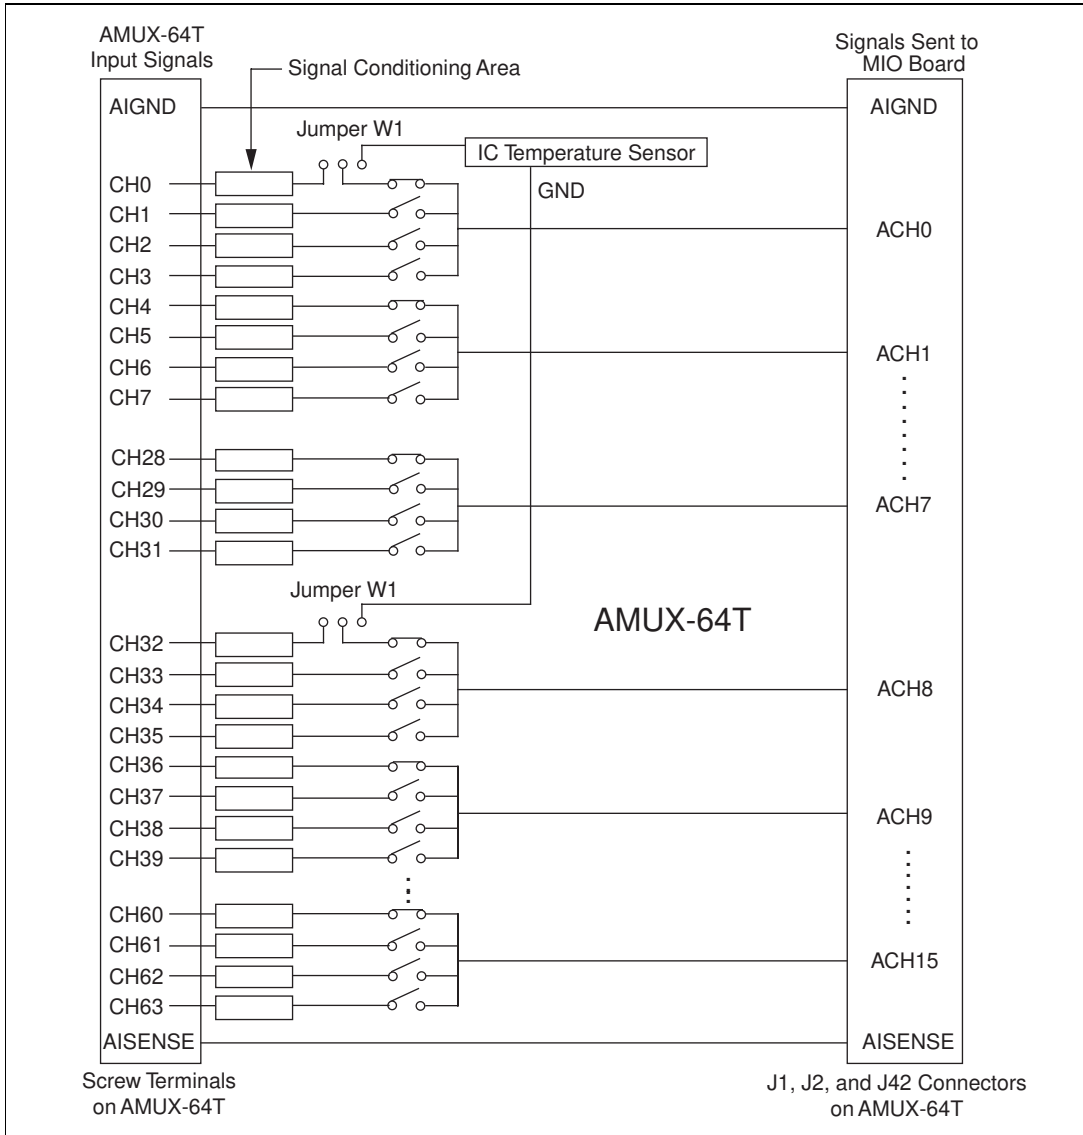 AMUX-64T
Input Signals
Signals Sent to
MIO Board
Signal Conditioning Area
AIGND
AIGND
Jumper W1
IC Temperature Sensor
GND
CH0
CH1
CH2
CH3
ACH0
CH4
CH5
CH6
CH7
ACH1
CH28
CH29
CH30
CH31
ACH7
Jumper W1
AMUX-64T
CH32
CH33
CH34
CH35
ACH8
CH36
CH37
CH38
CH39
ACH9
CH60
CH61
CH62
CH63
ACH15
AISENSE
AISENSE
Screw Terminals
on AMUX-64T
J1, J2, and J42 Connectors
on AMUX-64T